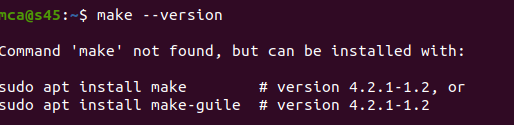 mca@s45:~$ make --version
Command 'make' not found, but can be installed with:
sudo apt install make        # version 4.2.1-1.2, or
sudo apt install make-guile  # version 4.2.1-1.2